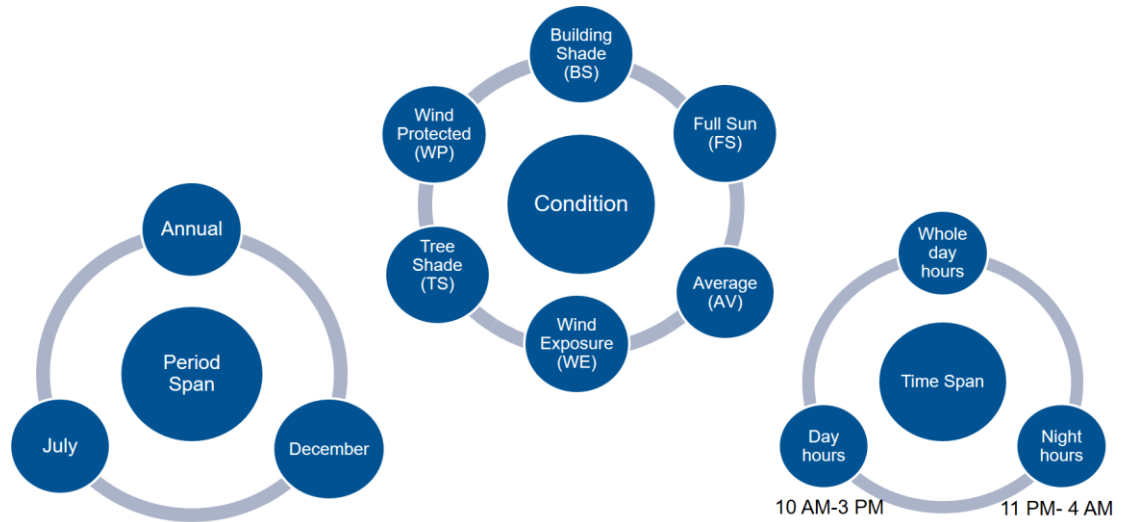 Annual
Period
Span
July
December
Building
Shade
(BS)
Wind
Protected
(WP)
Full Sun
(FS)
Condition
Tree
Shade
(TS)
Average
(AV)
Wind
Exposure
(WE)
Whole
day
hours
Time Span
Day
hours
Night
hours
10 AM-3 PM
11 PM- 4 AM